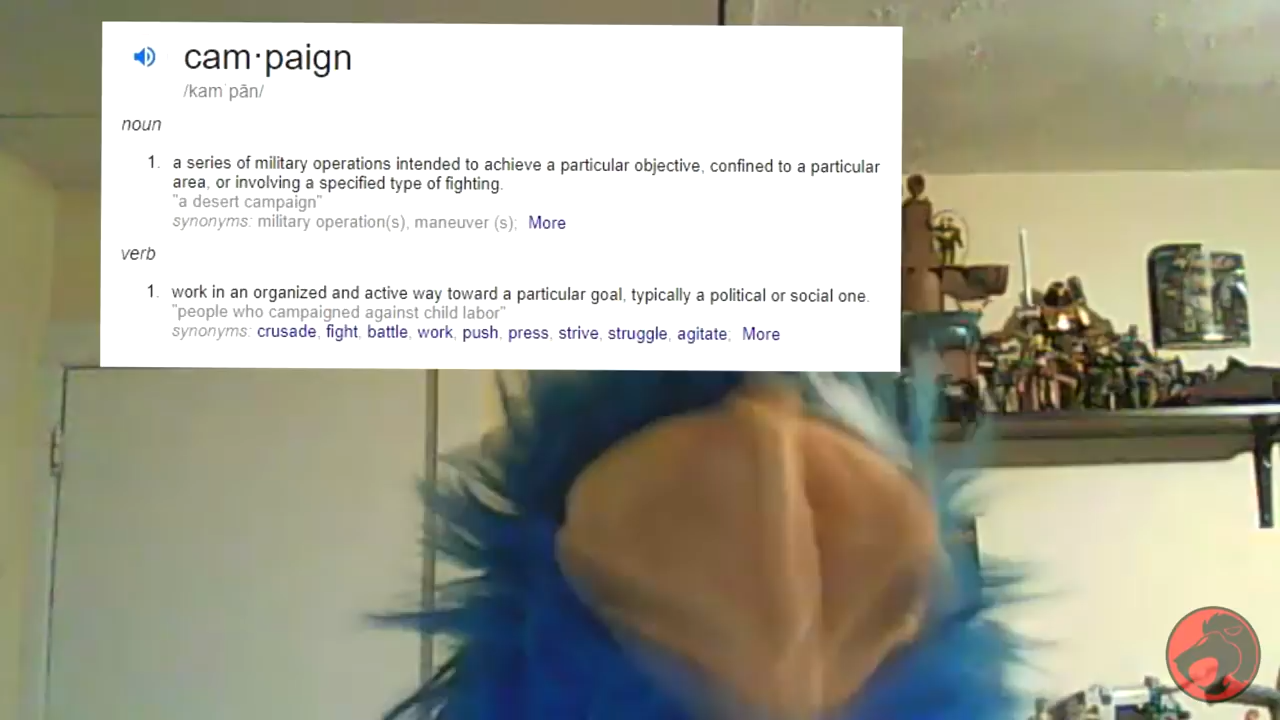 cam·paign
/kamˈpān/
noun
1. a series of military operations intended to achieve a particular objective, confined to a particular
area, or involving a specified type of fighting.
"a desert campaign"
synonyms: military operation(s), maneuver (s); More
verb
1. work in an organized and active way toward a particular goal, typically a political or social one.
"people who campaigned against child labor"
synonyms: crusade, fight, battle, work, push, press, strive, struggle, agitate; More